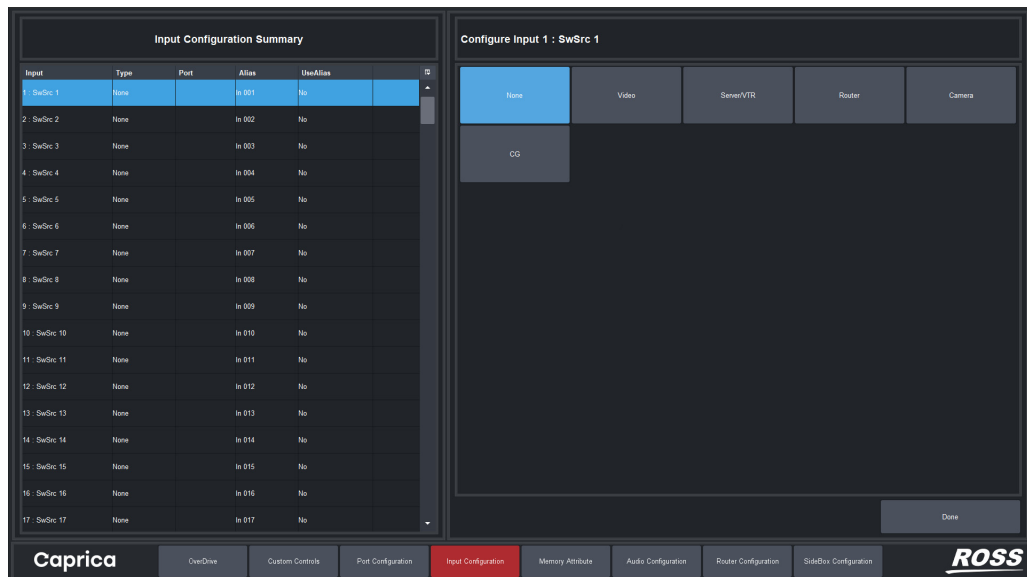 Input Configuration Summary
Input Type Port Alias UseAlias
1 : SwSrc 1 None In 001 No
2 : SwSrc 2 None In 002 No
3 : SwSrc 3 None In 003 No
4 : SwSrc 4 None In 004 No
5 : SwSrc 5 None In 005 No
6 : SwSrc 6 None In 006 No
7 : SwSrc 7 None In 007 No
8 : SwSrc 8 None In 008 No
9 : SwSrc 9 None In 009 No
10 : SwSrc 10 None In 010 No
11 : SwSrc 11 None In 011 No
12 : SwSrc 12 None In 012 No
13 : SwSrc 13 None In 013 No
14 : SwSrc 14 None In 014 No
15 : SwSrc 15 None In 015 No
16 : SwSrc 16 None In 016 No
17 : SwSrc 17 None In 017 No
Configure Input 1 : SwSrc 1
None Video Server/VTR Router Camera
CG
Done
Caprica OverDrive Custom Controls Port Configuration Input Configuration Memory Attribute Audio Configuration Router Configuration SideBox Configuration ROSS